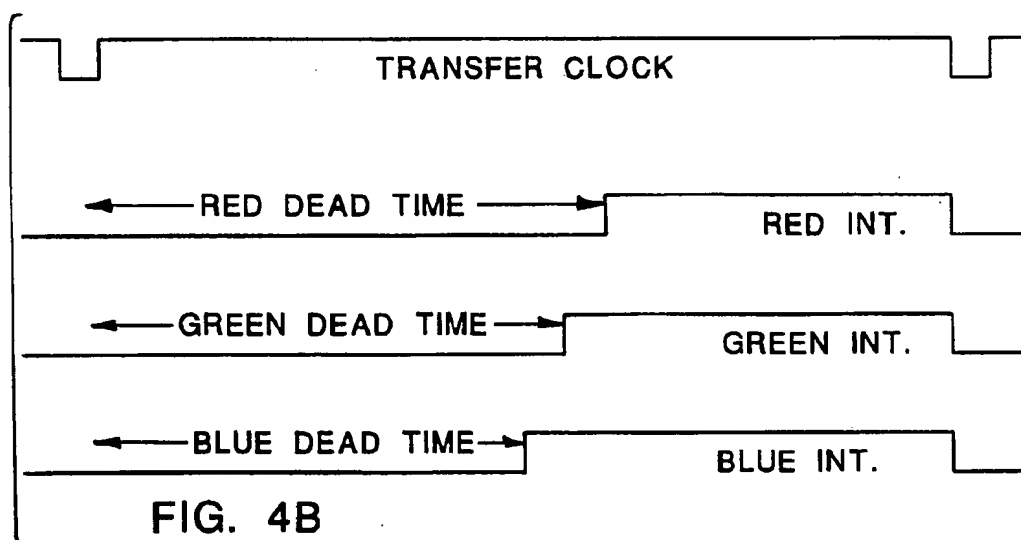 TRANSFER CLOCK
RED DEAD TIME
RED INT.
GREEN DEAD TIME
GREEN INT.
BLUE DEAD TIME
BLUE INT.
FIG. 4B